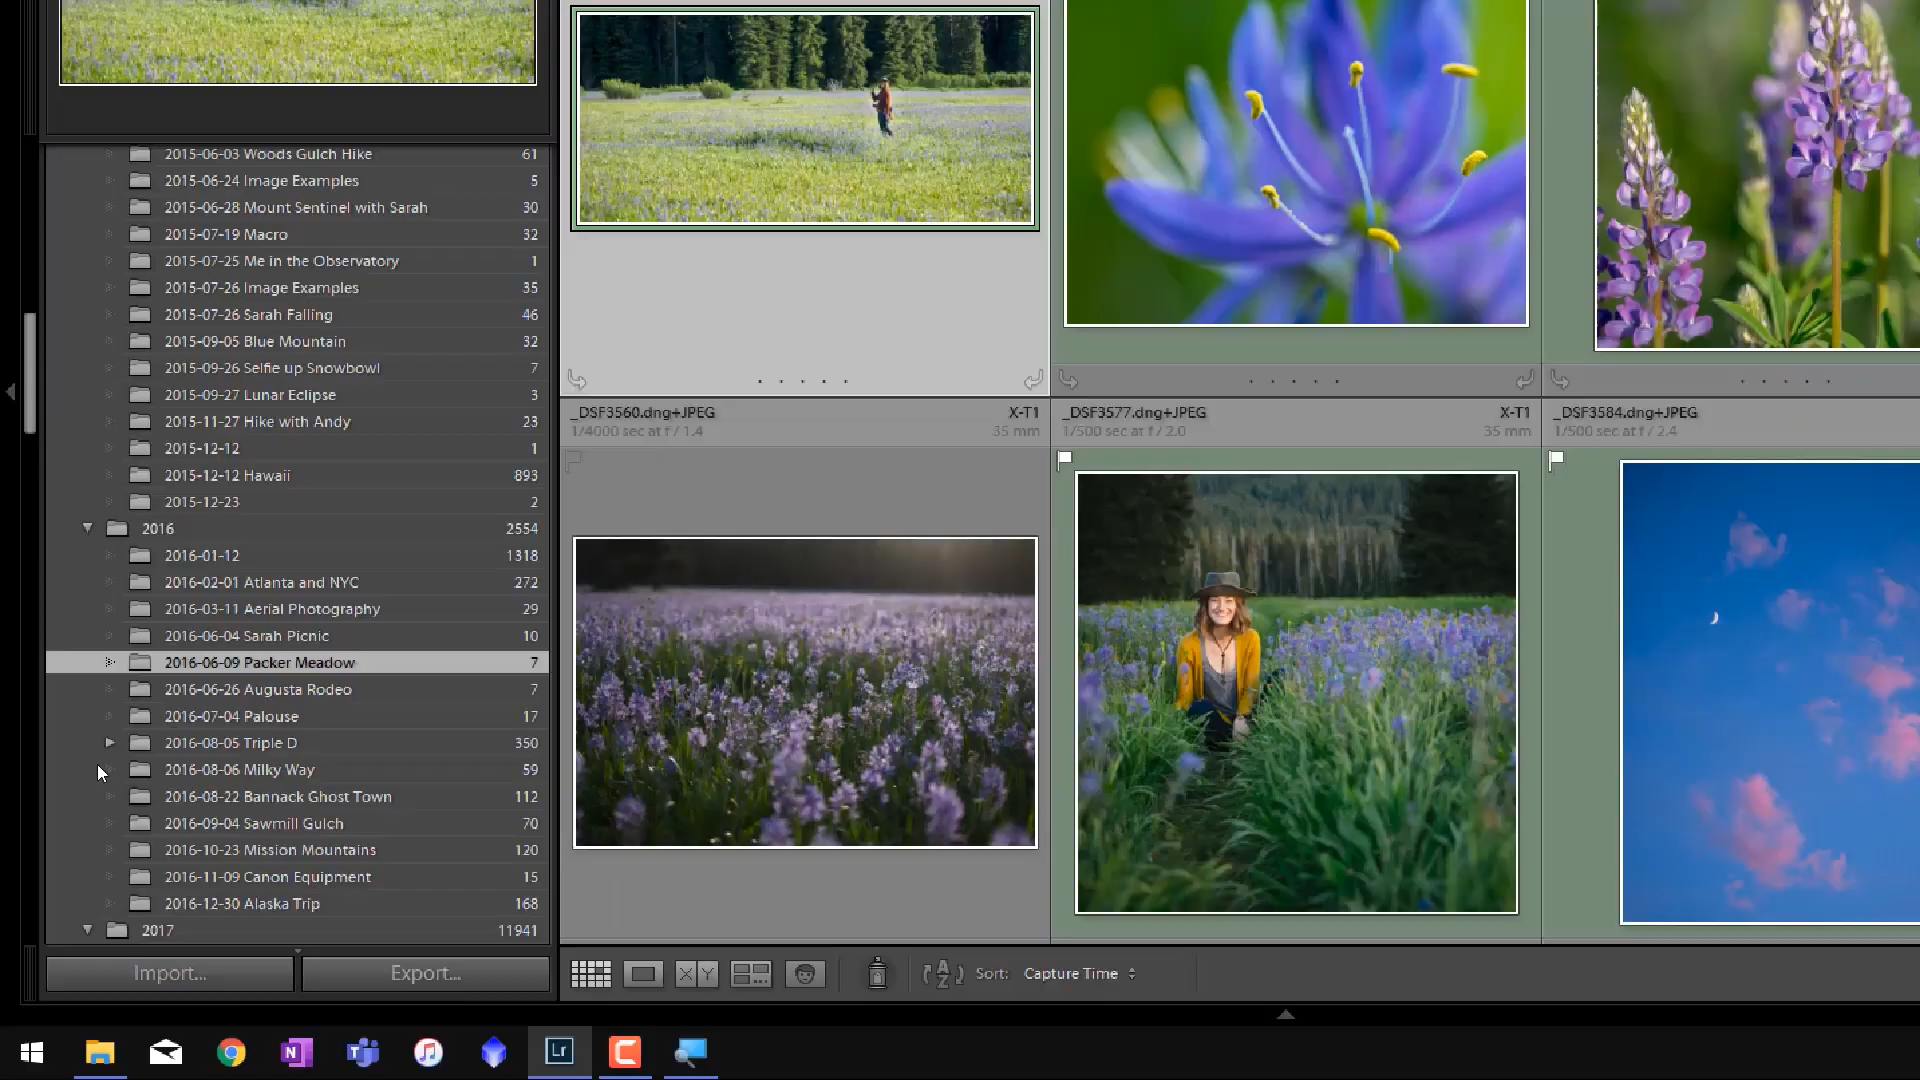 2015-06-03 Woods Gulch Hike 61
2015-06-24 Image Examples 5
2015-06-28 Mount Sentinel with Sarah 30
2015-07-19 Macro 32
2015-07-25 Me in the Observatory 1
2015-07-26 Image Examples 35
2015-07-26 Sarah Falling 46
2015-09-05 Blue Mountain 32
2015-09-26 Selfie up Snowbowl 7
2015-09-27 Lunar Eclipse 3
2015-11-27 Hike with Andy 23
2015-12-12 1
2015-12-12 Hawaii 893
2015-12-23 2
2016 2554
2016-01-12 1318
2016-02-01 Atlanta and NYC 272
2016-03-11 Aerial Photography 29
2016-06-04 Sarah Picnic 10
2016-06-09 Packer Meadow 7
2016-06-26 Augusta Rodeo 7
2016-07-04 Palouse 17
2016-08-05 Triple D 350
2016-08-06 Milky Way 59
2016-08-22 Bannack Ghost Town 112
2016-09-04 Sawmill Gulch 70
2016-10-23 Mission Mountains 120
2016-11-09 Canon Equipment 15
2016-12-30 Alaska Trip 168
2017 11941
Import... Export...
_DSF3560.dng+JPEG X-T1
1/4000 sec at f / 1.4 35 mm
_DSF3577.dng+JPEG X-T1
1/500 sec at f / 2.0 35 mm
_DSF3584.dng+JPEG
1/500 sec at f / 2.4
X Y
A Z Sort: Capture Time
N T Lr C